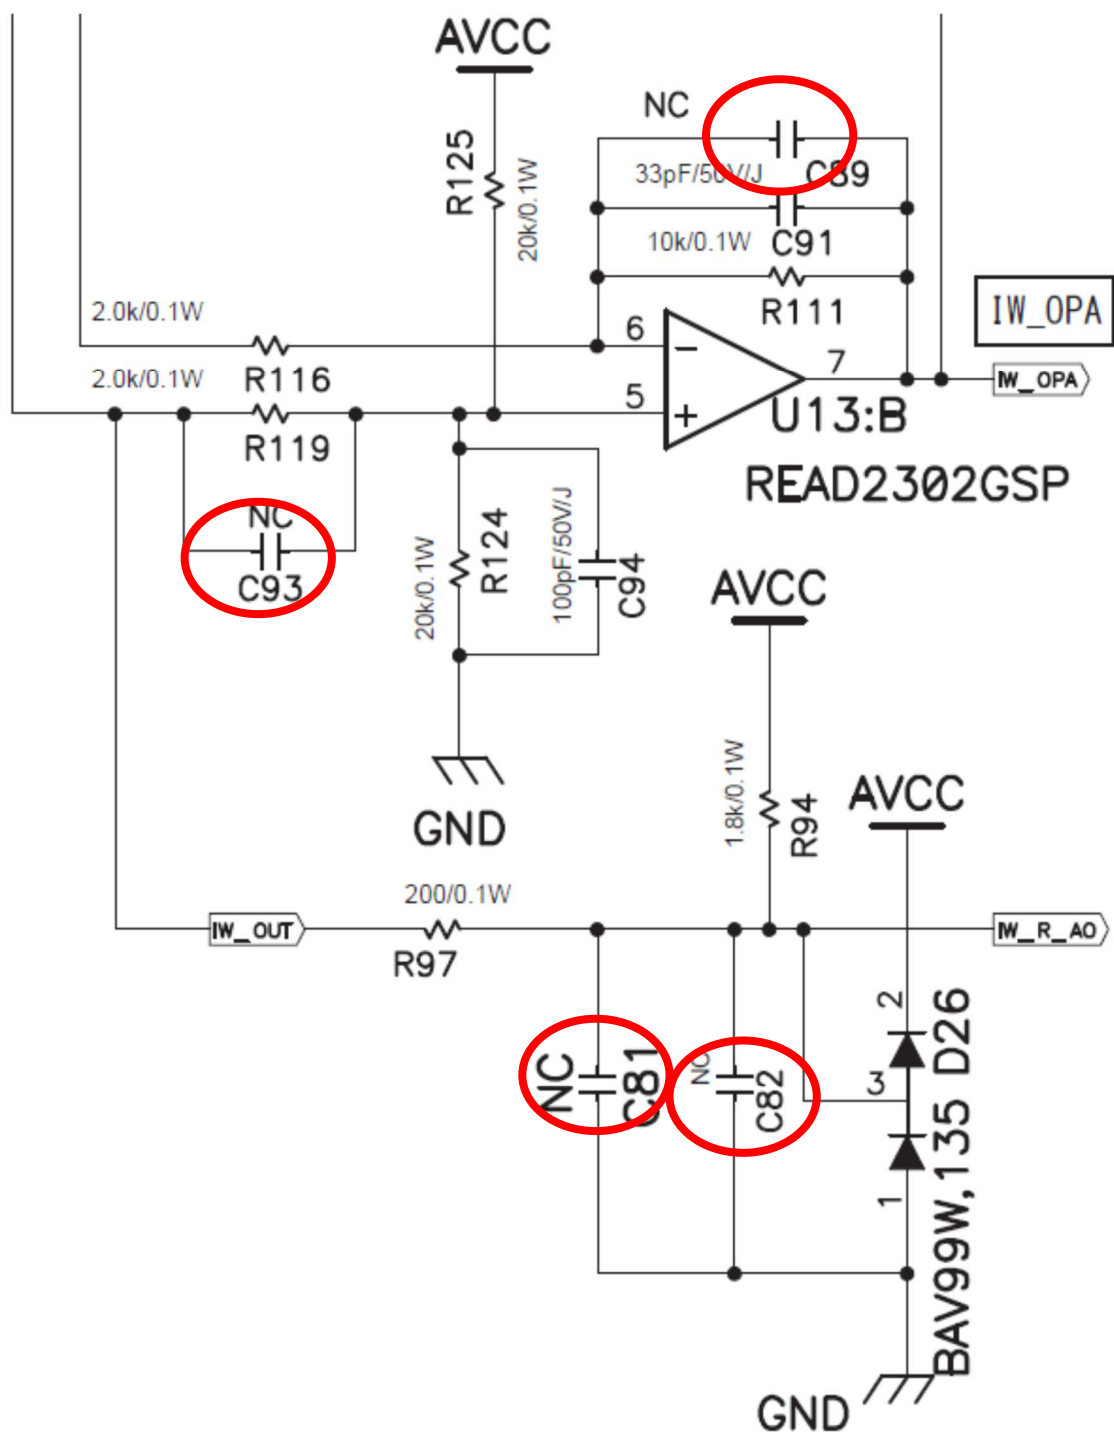 AVCC
R125
20k/0.1W
NC
C89
33pF/50V/J
C91
10k/0.1W
R111
IW_OPA
2.0k/0.1W
R116
6
7
IW_OPA
2.0k/0.1W
R119
5
U13:B
READ2302GSP
NC
C93
20k/0.1W
R124
100pF/50V/J
C94
GND
AVCC
1.8k/0.1W
R94
AVCC
200/0.1W
IW_OUT
R97
IW_R_AO
NC
C81
NC
C82
2
3
1
BAV99W,135 D26
GND